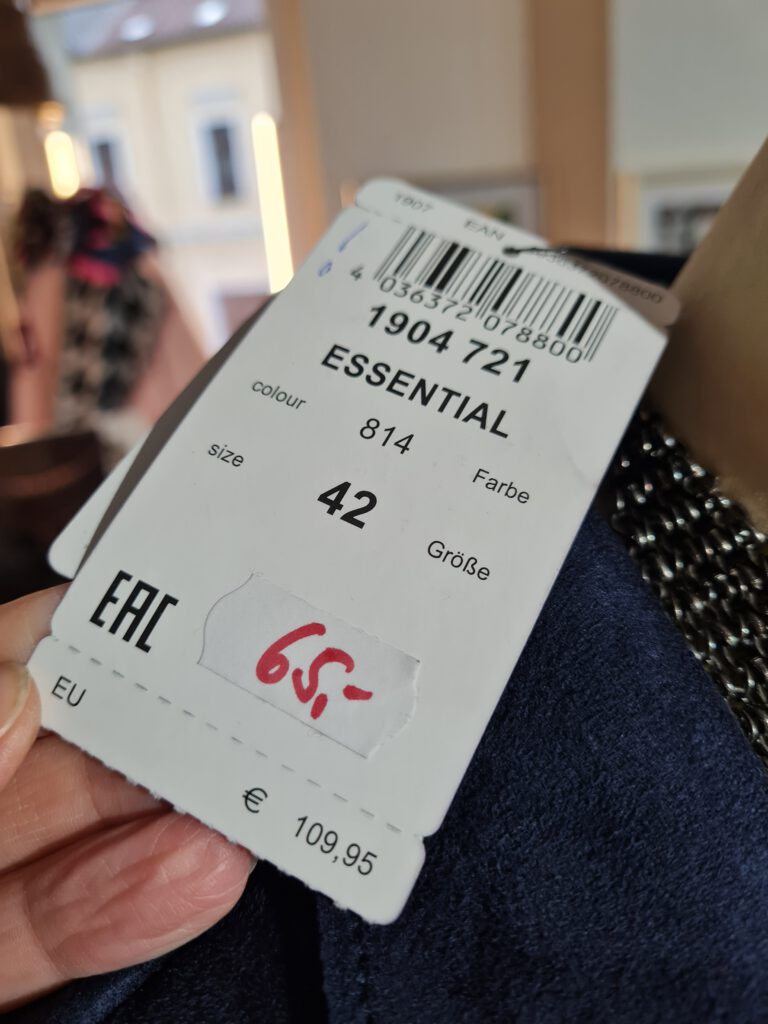 1907 EAN
4 036372 078800
1904 721
ESSENTIAL
colour 814 Farbe
size 42 Größe
EAC
65,-
EU
€ 109,95